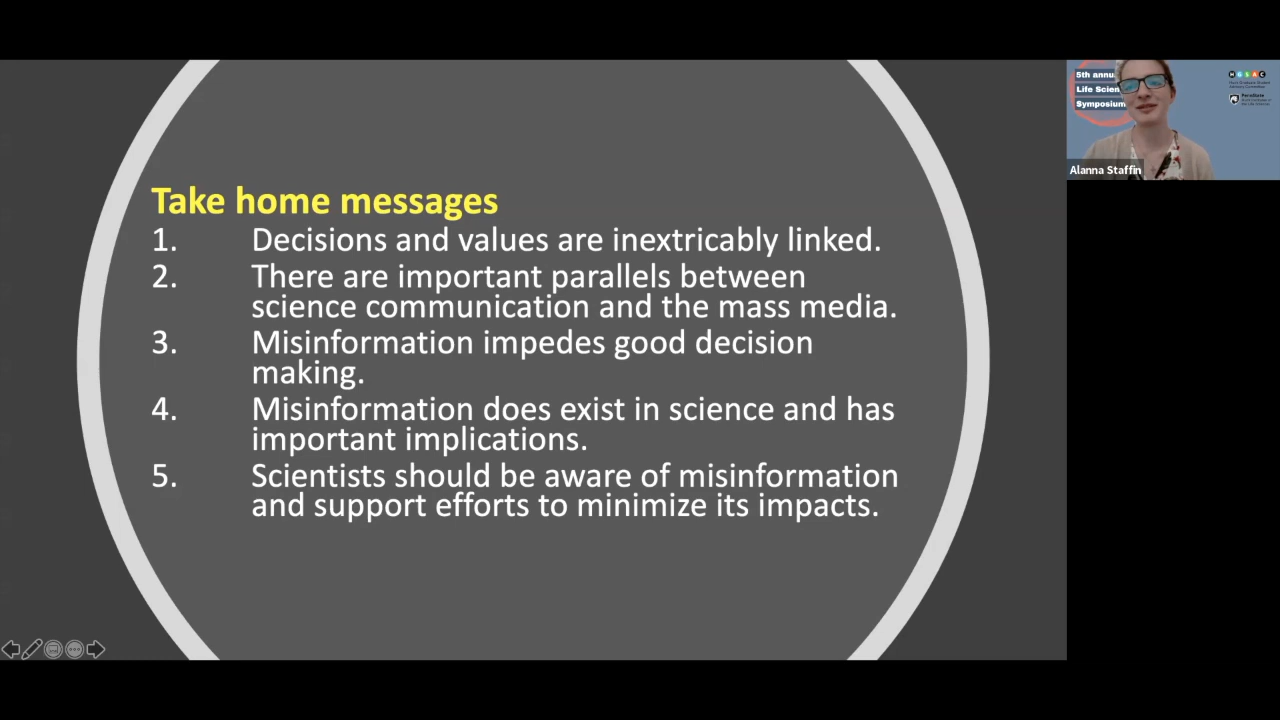 Take home messages
1. Decisions and values are inextricably linked.
2. There are important parallels between
science communication and the mass media.
3. Misinformation impedes good decision
making.
4. Misinformation does exist in science and has
important implications.
5. Scientists should be aware of misinformation
and support efforts to minimize its impacts.
5th annu
Life Scien
Symposium
HGSAC
PennState
Alanna Staffin